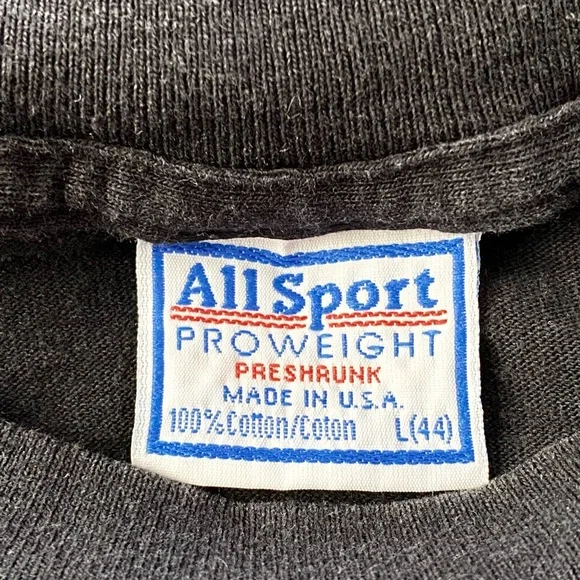 All Sport
PROWEIGHT
PRESHRUNK
MADE IN U.S.A.
100% Cotton/Coton L(44)